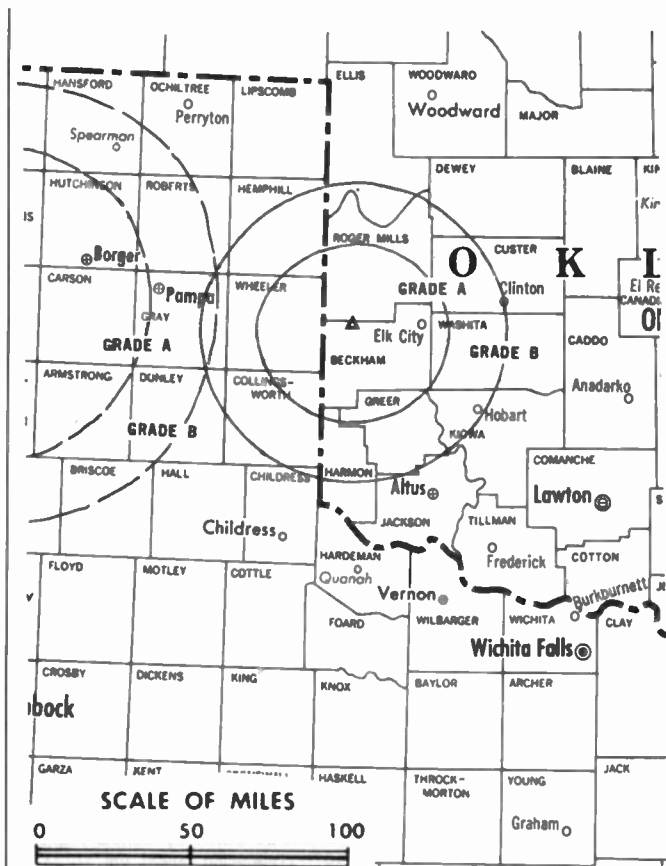 ELLIS
WOODWARD
HANSFORD
OCHILTREE
LIPSCOMB
Woodward
Perryton
MAJOR
Spearman
DEWEY
BLAINE
HUTCHINSON
ROBERTS
HEMPHILL
ROGER MILLS
CUSTER
O K
Borger
CARSON
Pampa
WHEELER
GRADE A
Clinton
El Re
GRAY
Elk City
WASHITA
GRADE A
BECKHAM
GRADE B
CADDO
ARMSTRONG
DONLEY
COLLINGS-
WORTH
GREER
Anadarko
GRADE B
Hobart
KIOWA
BRISCOE
HALL
CHILDRESS
HARMON
COMANCHE
Altus
Lawton
Childress
JACKSON
TILLMAN
HARDEMAN
Frederick
COTTON
FLOYD
MOTLEY
COTTLE
Quanah
Vernon
Burkburnett
FOARD
WILBARGER
WICHITA
CLAY
Wichita Falls
CROSBY
DICKENS
KING
KNOX
BAYLOR
ARCHER
bock
GARZA
KENT
HASKELL
THROCK-
MORTON
YOUNG
JACK
SCALE OF MILES
0 50 100
Graham